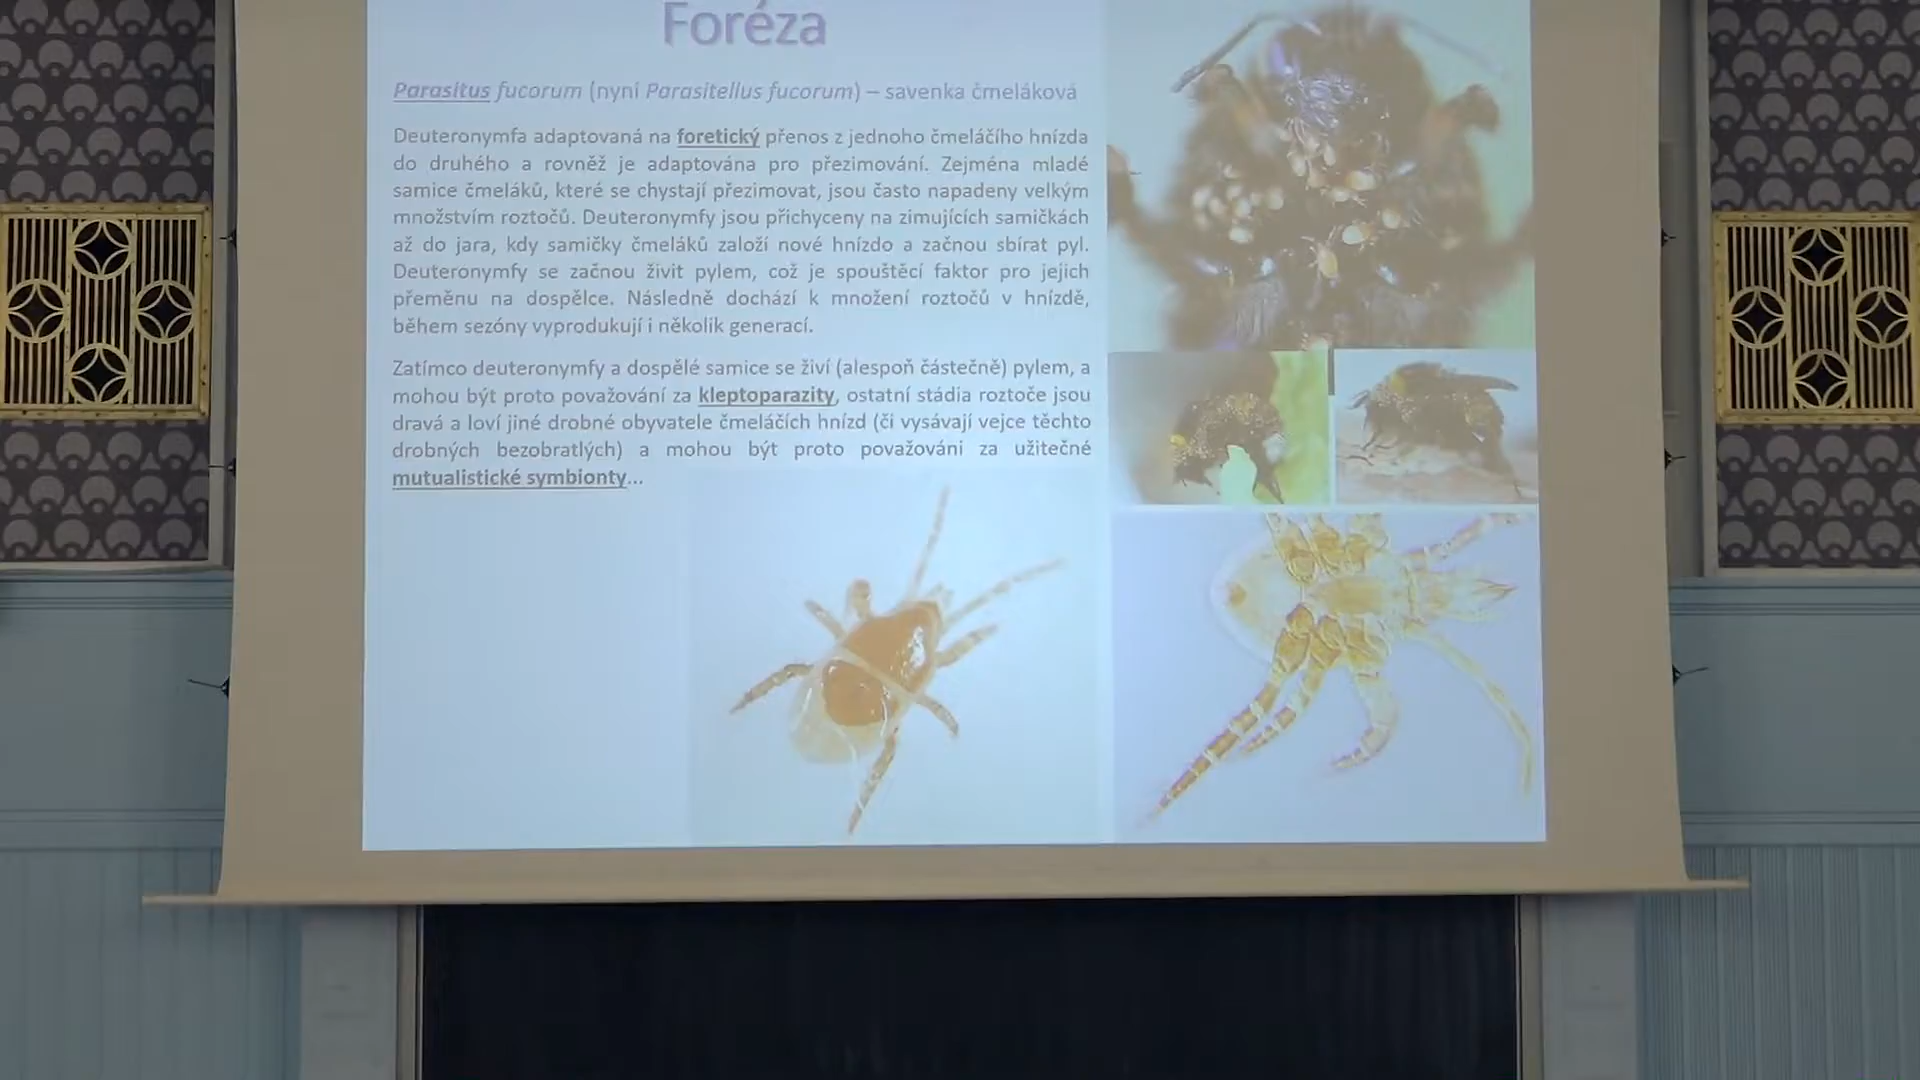 Foréza
Parasitus fucorum (nyní Parasitellus fucorum) – savenka čmeláková
Deuteronymfa adaptovaná na foretický přenos z jednoho čmeláčího hnízda
do druhého a rovněž je adaptována pro přezimování. Zejména mladé
samice čmeláků, které se chystají přezimovat, jsou často napadeny velkým
množstvím roztočů. Deuteronymfy jsou přichyceny na zimujících samičkách
až do jara, kdy samičky čmeláků založí nové hnízdo a začnou sbírat pyl.
Deuteronymfy se začnou živit pylem, což je spouštěcí faktor pro jejich
přeměnu na dospělce. Následně dochází k množení roztočů v hnízdě,
během sezóny vyprodukují i několik generací.
Zatímco deuteronymfy a dospělé samice se živí (alespoň částečně) pylem, a
mohou být proto považování za kleptoparazity, ostatní stádia roztoče jsou
dravá a loví jiné drobné obyvatele čmeláčích hnízd (či vysávají vejce těchto
drobných bezobratlých) a mohou být proto považováni za užitečné
mutualistické symbionty...